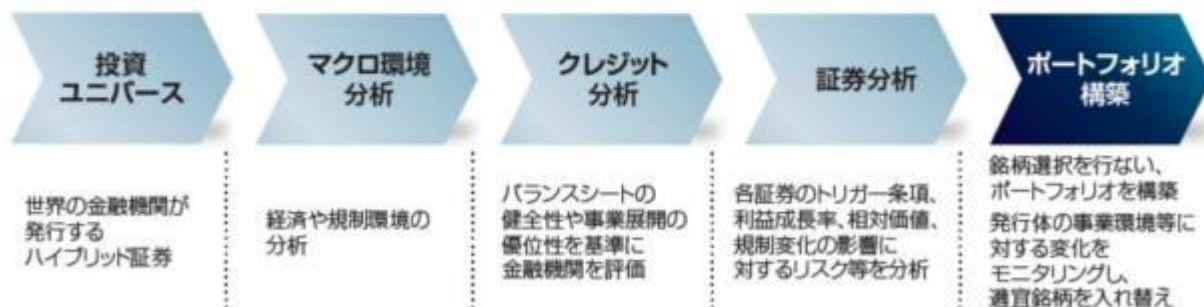 投資
ユニバース
マクロ環境
分析
クレジット
分析
証券分析
ポートフォリオ
構築
世界の金融機関が
発行する
ハイブリッド証券
経済や規制環境の
分析
バランスシートの
健全性や事業展開の
優位性を基準に
金融機関を評価
各証券のトリガー条項、
利益成長率、相対価値、
規制変化の影響に
対するリスク等を分析
銘柄選択を行ない、
ポートフォリオを構築
発行体の事業環境等に
対する変化を
モニタリングし、
適宜銘柄を入れ替え